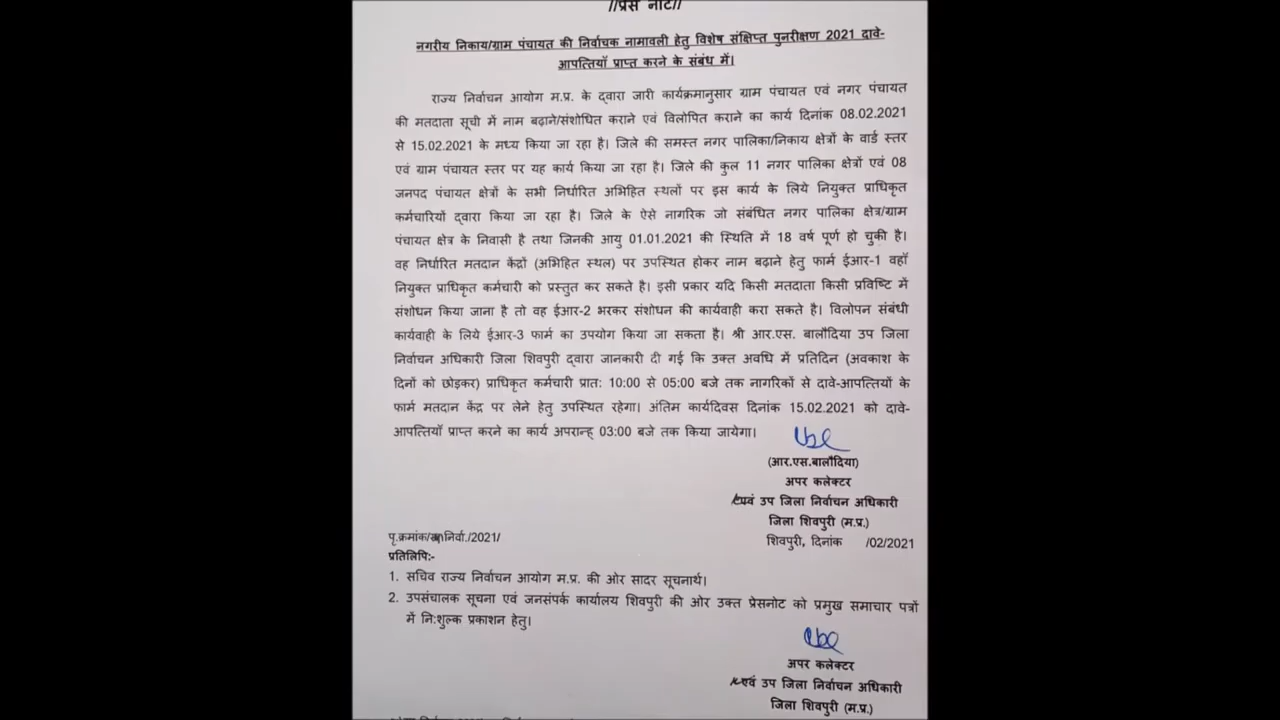 //प्रेस नोट//
नगरीय निकाय/ग्राम पंचायत की निर्वाचक नामावली हेतु विशेष संक्षिप्त पुनरीक्षण 2021 दावे-
आपत्तियाँ प्राप्त करने के संबंध में।
राज्य निर्वाचन आयोग म.प्र. के द्वारा जारी कार्यक्रमानुसार ग्राम पंचायत एवं नगर पंचायत
की मतदाता सूची में नाम बढ़ाने/संशोधित कराने एवं विलोपित कराने का कार्य दिनांक 08.02.2021
से 15.02.2021 के मध्य किया जा रहा है। जिले की समस्त नगर पालिका/निकाय क्षेत्रों के वार्ड स्तर
एवं ग्राम पंचायत स्तर पर यह कार्य किया जा रहा है। जिले की कुल 11 नगर पालिका क्षेत्रों एवं 08
जनपद पंचायत क्षेत्रों के सभी निर्धारित अभिहित स्थलों पर इस कार्य के लिये नियुक्त प्राधिकृत
कर्मचारियों द्वारा किया जा रहा है। जिले के ऐसे नागरिक जो संबंधित नगर पालिका क्षेत्र/ग्राम
पंचायत क्षेत्र के निवासी है तथा जिनकी आयु 01.01.2021 की स्थिति में 18 वर्ष पूर्ण हो चुकी है।
वह निर्धारित मतदान केंद्रों (अभिहित स्थल) पर उपस्थित होकर नाम बढ़ाने हेतु फार्म ईआर-1 वहाँ
नियुक्त प्राधिकृत कर्मचारी को प्रस्तुत कर सकते है। इसी प्रकार यदि किसी मतदाता किसी प्रविष्टि में
संशोधन किया जाना है तो वह ईआर-2 भरकर संशोधन की कार्यवाही करा सकते है। विलोपन संबंधी
कार्यवाही के लिये ईआर-3 फार्म का उपयोग किया जा सकता है। श्री आर.एस. बालौदिया उप जिला
निर्वाचन अधिकारी जिला शिवपुरी द्वारा जानकारी दी गई कि उक्त अवधि में प्रतिदिन (अवकाश के
दिनों को छोड़कर) प्राधिकृत कर्मचारी प्रात: 10:00 से 05:00 बजे तक नागरिकों से दावे-आपत्तियों के
फार्म मतदान केंद्र पर लेने हेतु उपस्थित रहेगा। अंतिम कार्यदिवस दिनांक 15.02.2021 को दावे-
आपत्तियाँ प्राप्त करने का कार्य अपरान्ह् 03:00 बजे तक किया जायेगा।
(आर.एस.बालौदिया)
अपर कलेक्टर
एवं उप जिला निर्वाचन अधिकारी
जिला शिवपुरी (म.प्र.)
पृ.क्रमांक/ निर्वा./2021/
शिवपुरी, दिनांक /02/2021
प्रतिलिपि:-
1. सचिव राज्य निर्वाचन आयोग म.प्र. की ओर सादर सूचनार्थ।
2. उपसंचालक सूचना एवं जनसंपर्क कार्यालय शिवपुरी की ओर उक्त प्रेसनोट को प्रमुख समाचार पत्रों
में नि:शुल्क प्रकाशन हेतु।
अपर कलेक्टर
एवं उप जिला निर्वाचन अधिकारी
जिला शिवपुरी (म.प्र.)